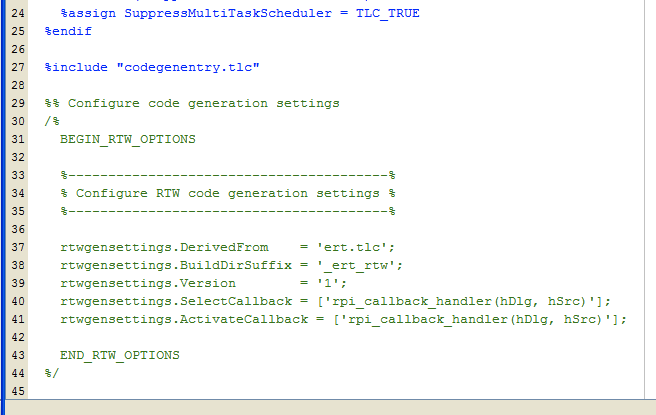 24 %assign SuppressMultiTaskScheduler = TLC_TRUE
25 %endif
26
27 %include "codegenentry.tlc"
28
29 %% Configure code generation settings
30 /%
31 BEGIN_RTW_OPTIONS
32
33 %----------------------------------------%
34 % Configure RTW code generation settings %
35 %----------------------------------------%
36
37 rtwgensettings.DerivedFrom = 'ert.tlc';
38 rtwgensettings.BuildDirSuffix = '_ert_rtw';
39 rtwgensettings.Version = '1';
40 rtwgensettings.SelectCallback = ['rpi_callback_handler(hDlg, hSrc)'];
41 rtwgensettings.ActivateCallback = ['rpi_callback_handler(hDlg, hSrc)'];
42
43 END_RTW_OPTIONS
44 %/
45